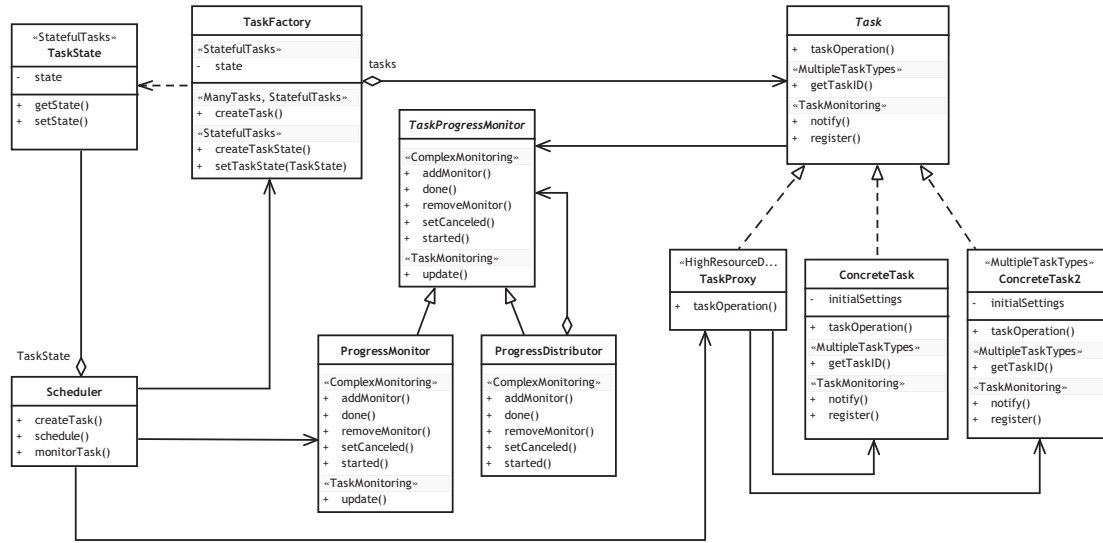 «StatefulTasks»
TaskState
- state
+ getState()
+ setState()
TaskFactory
«StatefulTasks»
- state
«ManyTasks, StatefulTasks»
+ createTask()
«StatefulTasks»
+ createTaskState()
+ setTaskState(TaskState)
tasks
Task
+ taskOperation()
«MultipleTaskTypes»
+ getTaskID()
«TaskMonitoring»
+ notify()
+ register()
TaskProgressMonitor
«ComplexMonitoring»
+ addMonitor()
+ done()
+ removeMonitor()
+ setCanceled()
+ started()
«TaskMonitoring»
+ update()
«HighResourceD...
TaskProxy
+ taskOperation()
ConcreteTask
- initialSettings
+ taskOperation()
«MultipleTaskTypes»
+ getTaskID()
«TaskMonitoring»
+ notify()
+ register()
«MultipleTaskTypes»
ConcreteTask2
- initialSettings
+ taskOperation()
«MultipleTaskTypes»
+ getTaskID()
«TaskMonitoring»
+ notify()
+ register()
TaskState
Scheduler
+ createTask()
+ schedule()
+ monitorTask()
ProgressMonitor
«ComplexMonitoring»
+ addMonitor()
+ done()
+ removeMonitor()
+ setCanceled()
+ started()
«TaskMonitoring»
+ update()
ProgressDistributor
«ComplexMonitoring»
+ addMonitor()
+ done()
+ removeMonitor()
+ setCanceled()
+ started()